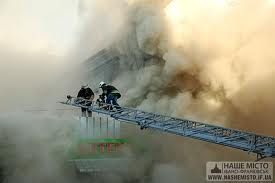 НАШЕ МІСТО
ІВАНО-ФРАНКІВСЬК
WWW.NASHEMISTO.IF.UA